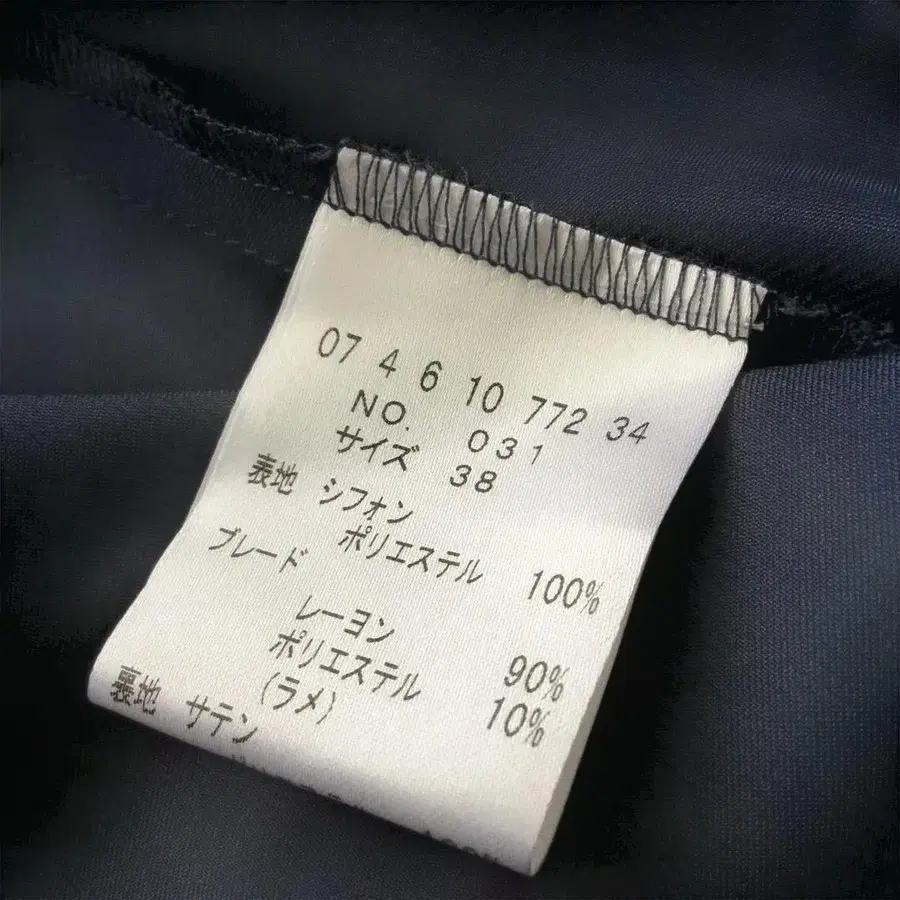 07 4 6 10 772 34
NO. 031
サイズ 38
表地 シフォン
ポリエステル 100%
ブレード
レーヨン 90%
ポリエステル 10%
(ラメ)
裏地 サテン